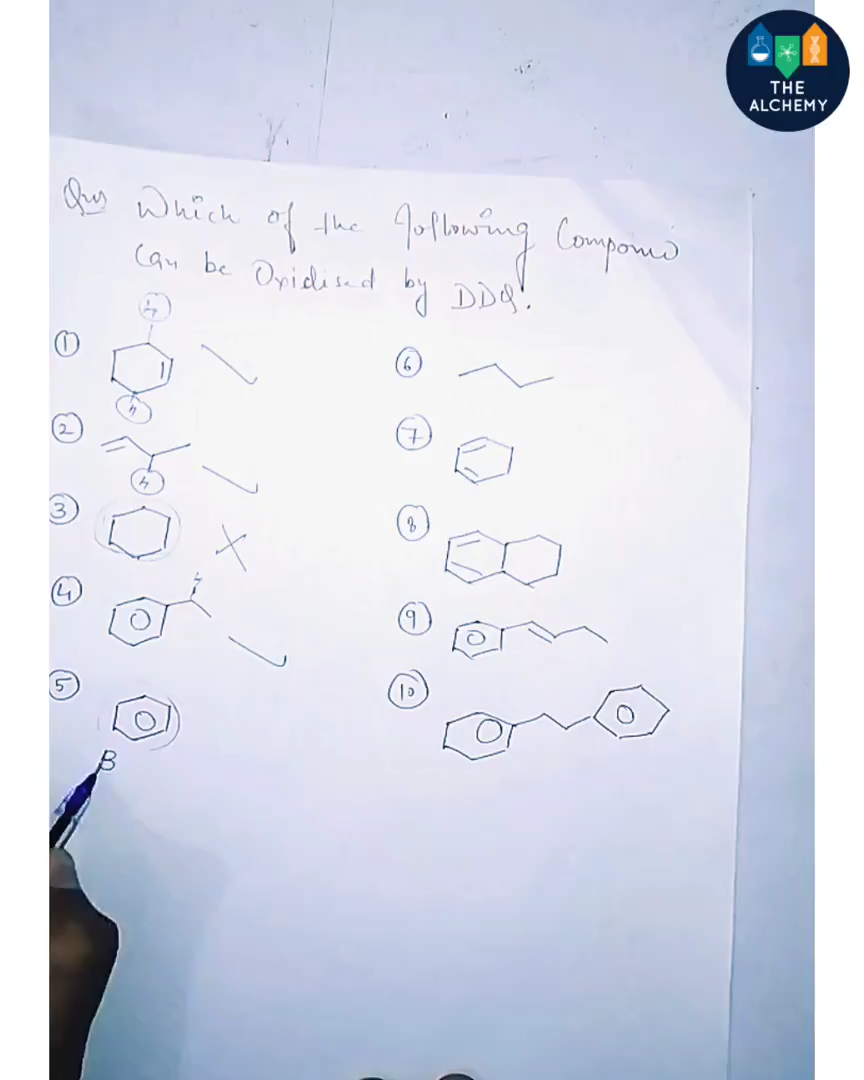 THE
ALCHEMY
Qus Which of the following Compound
Can be Oxidised by DDQ.
H
1
H
2
H
3
4
H
5
B
6
7
8
9
10